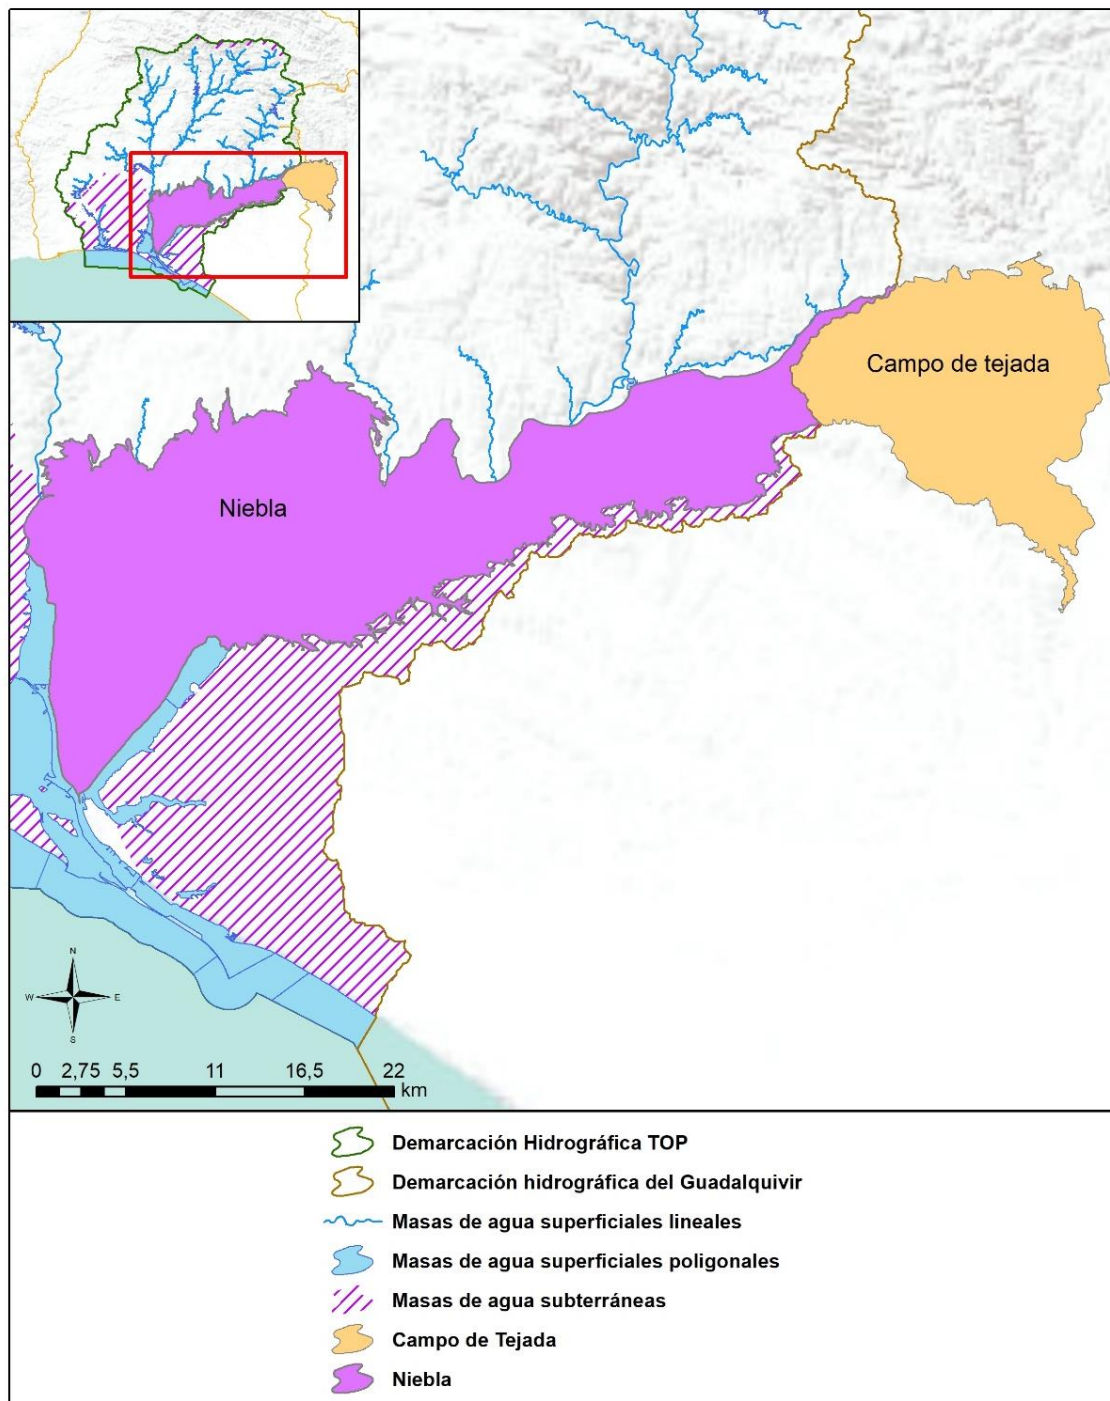 Campo de tejada
Niebla
N
W E
S
0 2,75 5,5 11 16,5 22
km
Demarcación Hidrográfica TOP
Demarcación hidrográfica del Guadalquivir
Masas de agua superficiales lineales
Masas de agua superficiales poligonales
Masas de agua subterráneas
Campo de Tejada
Niebla